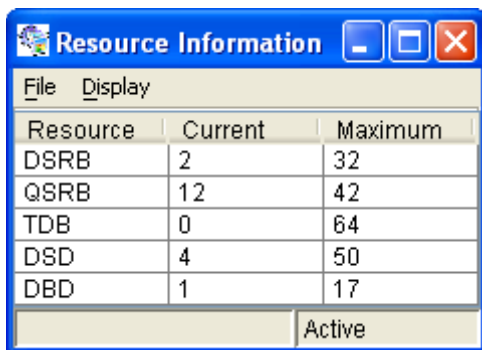 Resource Information
File Display
Resource Current Maximum
DSRB 2 32
QSRB 12 42
TDB 0 64
DSD 4 50
DBD 1 17
Active